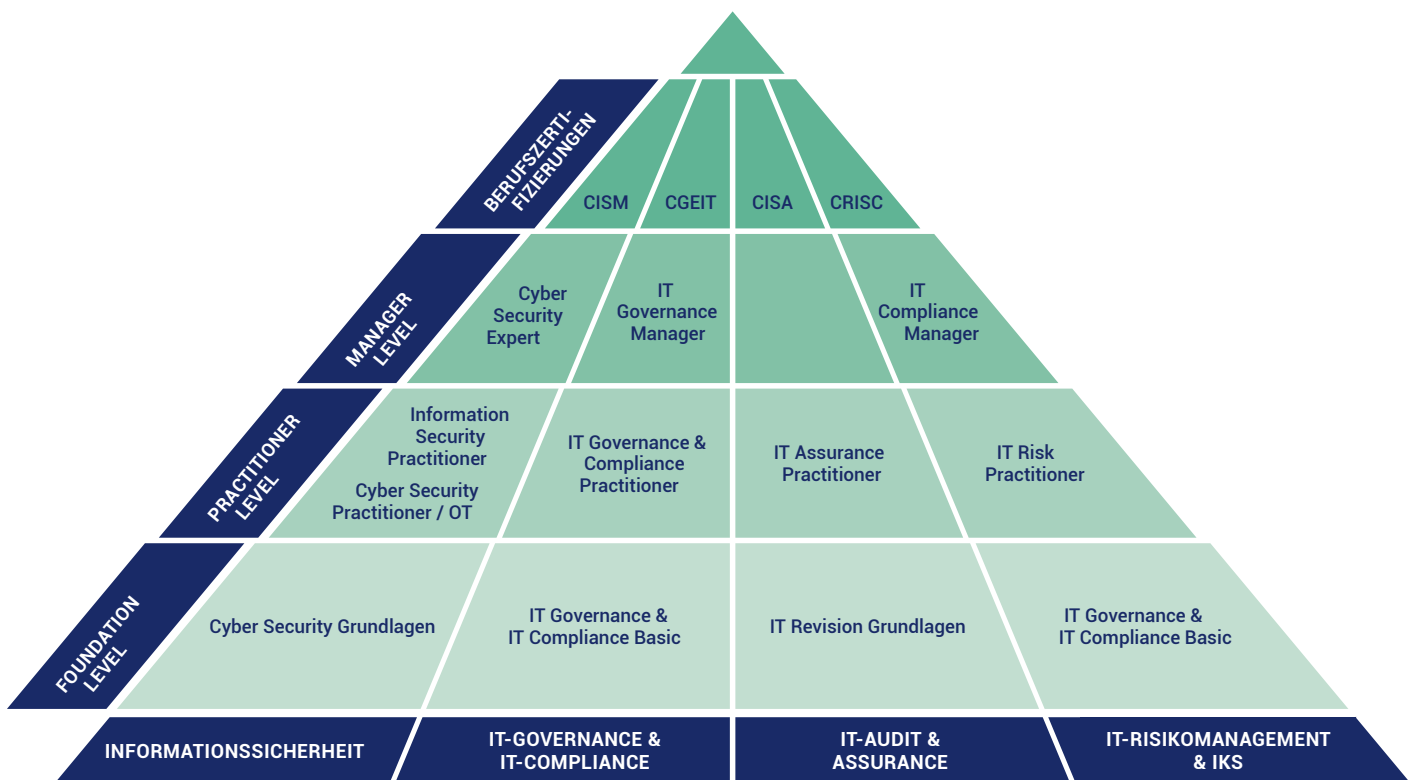 BERUFSZERTI-
FIZIERUNGEN
CISM
CGEIT
CISA
CRISC
MANAGER
LEVEL
Cyber
Security
Expert
IT
Governance
Manager
IT
Compliance
Manager
PRACTITIONER
LEVEL
Information
Security
Practitioner
Cyber Security
Practitioner / OT
IT Governance &
Compliance
Practitioner
IT Assurance
Practitioner
IT Risk
Practitioner
FOUNDATION
LEVEL
Cyber Security Grundlagen
IT Governance &
IT Compliance Basic
IT Revision Grundlagen
IT Governance &
IT Compliance Basic
INFORMATIONSSICHERHEIT
IT-GOVERNANCE &
IT-COMPLIANCE
IT-AUDIT &
ASSURANCE
IT-RISIKOMANAGEMENT
& IKS